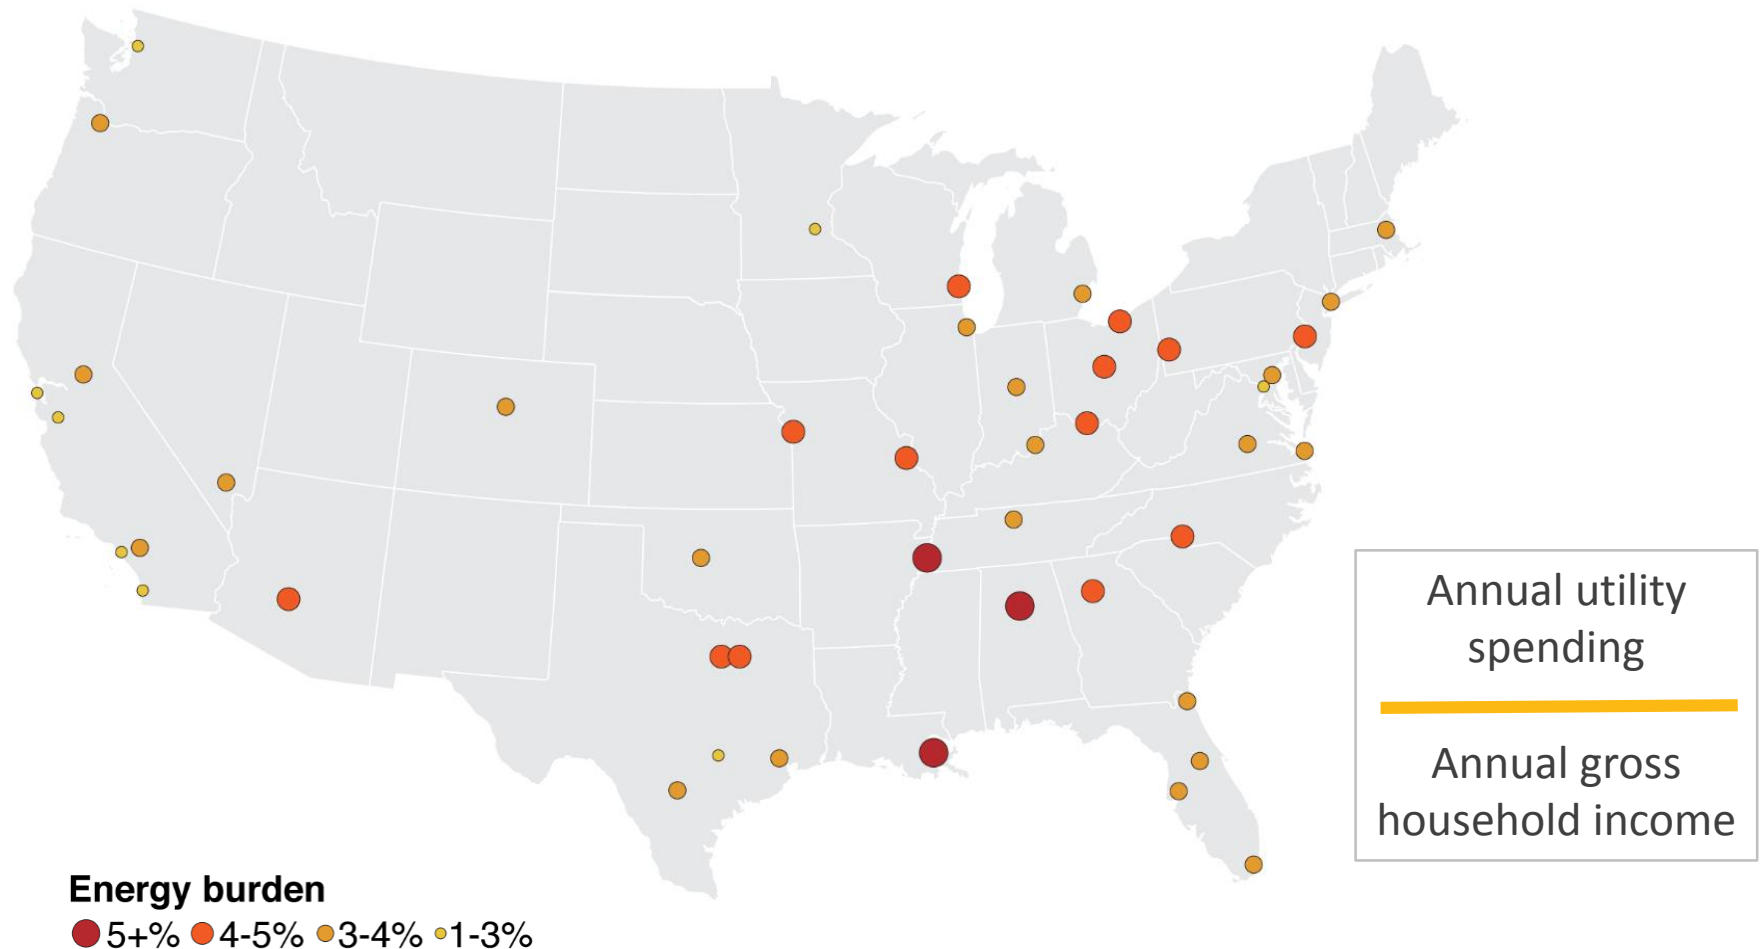 Annual utility
spending
Annual gross
household income
Energy burden
5+% 4-5% 3-4% 1-3%